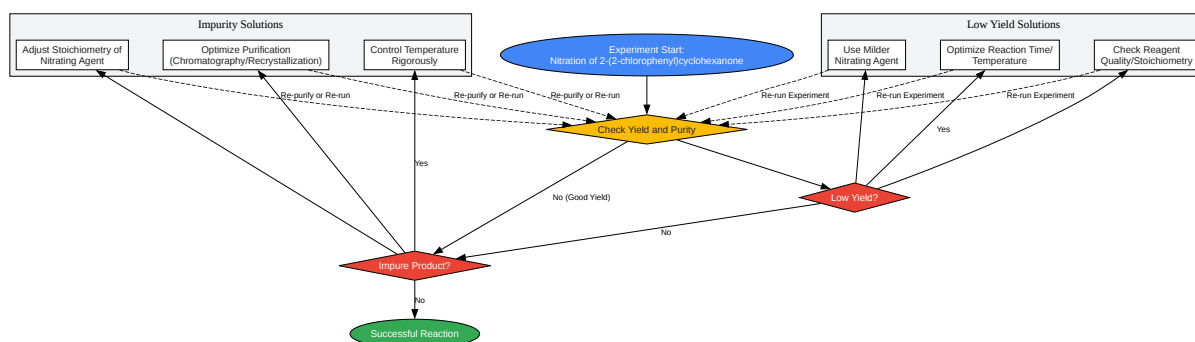 Impurity Solutions
Low Yield Solutions
Adjust Stoichiometry of
Nitrating Agent
Optimize Purification
(Chromatography/Recrystallization)
Control Temperature
Rigorously
Experiment Start:
Nitration of 2-(2-chlorophenyl)cyclohexanone
Use Milder
Nitrating Agent
Optimize Reaction Time/
Temperature
Check Reagent
Quality/Stoichiometry
Re-purify or Re-run
Re-purify or Re-run
Re-purify or Re-run
Re-run Experiment
Re-run Experiment
Re-run Experiment
Check Yield and Purity
Yes
Yes
No (Good Yield)
Low Yield?
No
Impure Product?
No
Successful Reaction